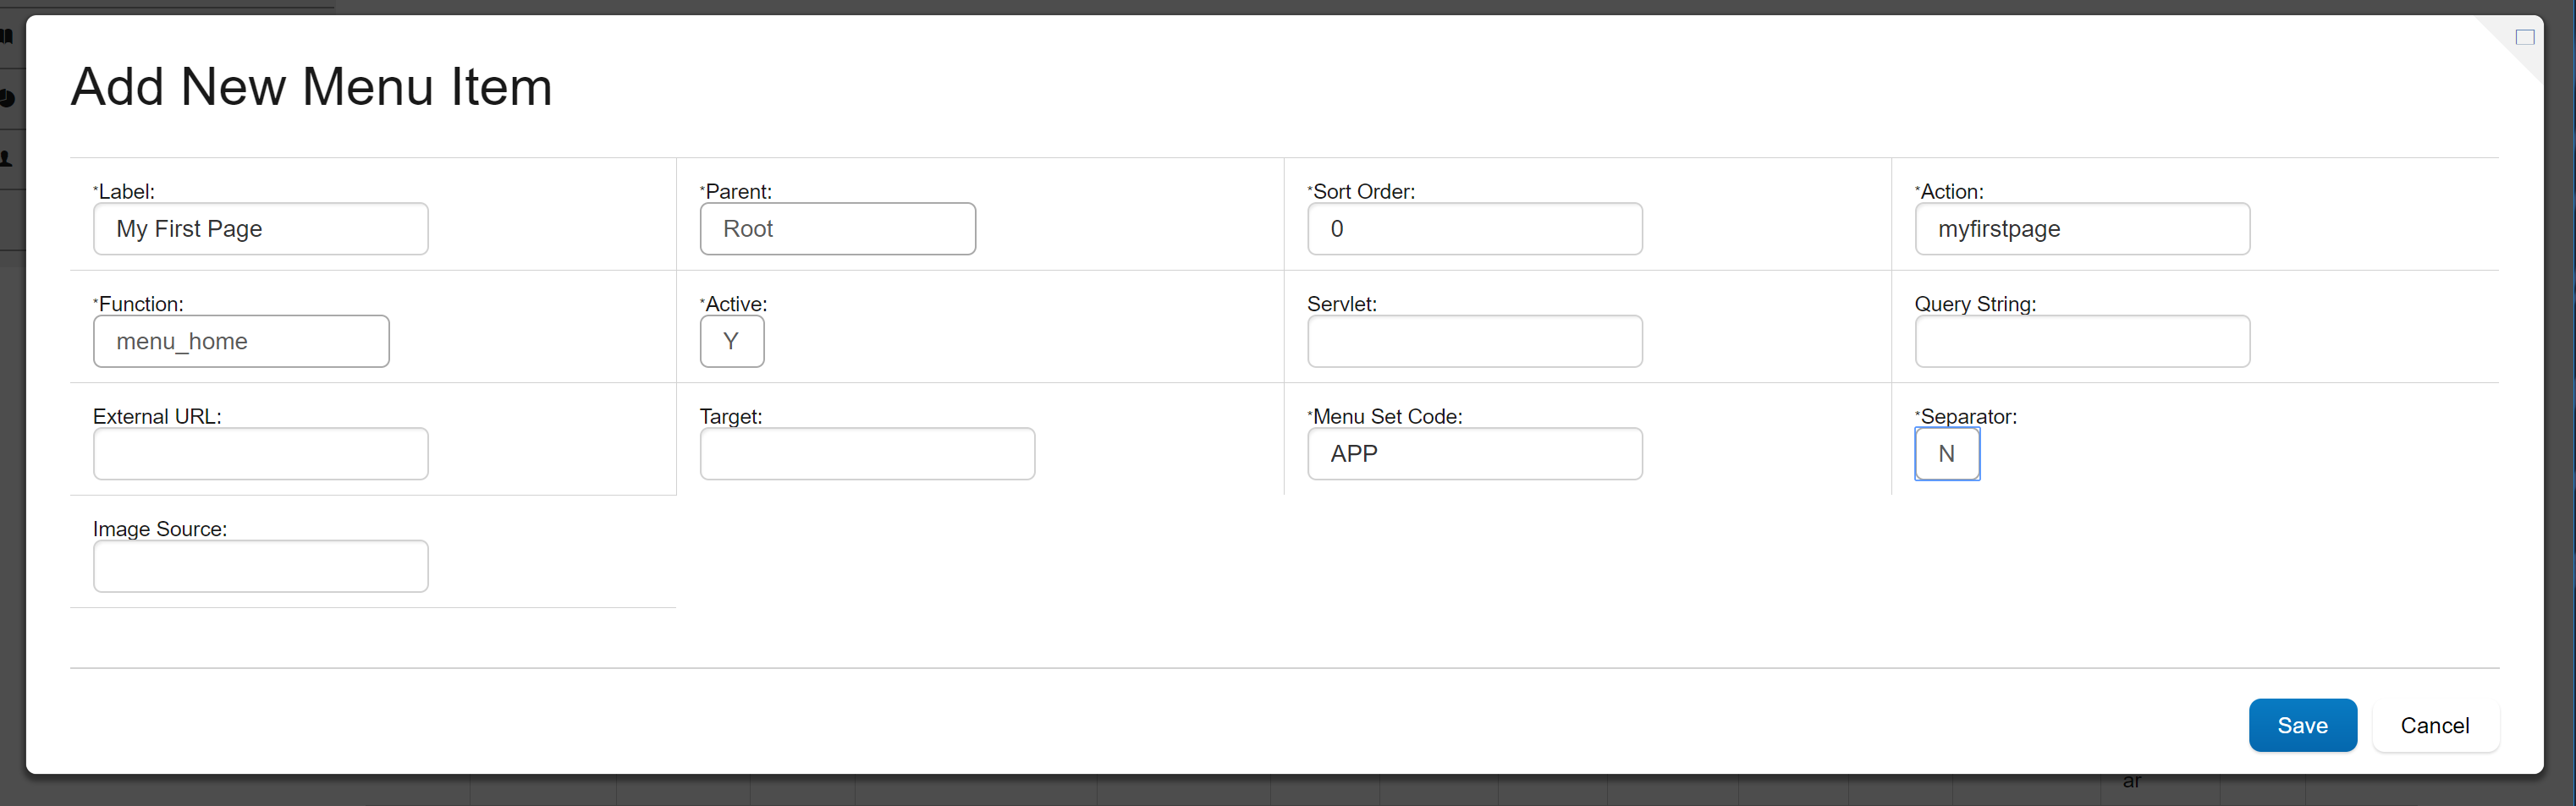 Add New Menu Item
*Label:
My First Page
*Parent:
Root
*Sort Order:
0
*Action:
myfirstpage
*Function:
menu_home
*Active:
Y
Servlet:
Query String:
External URL:
Target:
*Menu Set Code:
APP
*Separator:
N
Image Source:
Save
Cancel
ar